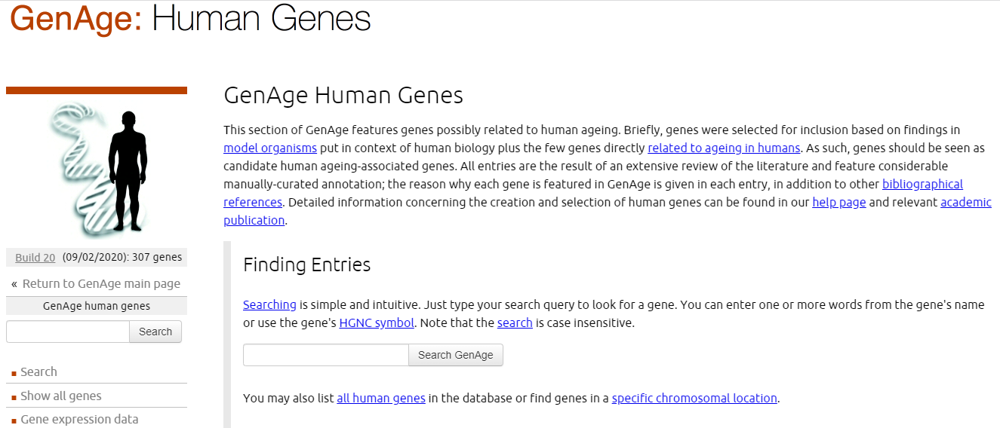 GenAge: Human Genes
Build 20 (09/02/2020): 307 genes
« Return to GenAge main page
GenAge human genes
Search
Search
Show all genes
Gene expression data
GenAge Human Genes
This section of GenAge features genes possibly related to human ageing. Briefly, genes were selected for inclusion based on findings in
model organisms put in context of human biology plus the few genes directly related to ageing in humans. As such, genes should be seen as
candidate human ageing-associated genes. All entries are the result of an extensive review of the literature and feature considerable
manually-curated annotation; the reason why each gene is featured in GenAge is given in each entry, in addition to other bibliographical
references. Detailed information concerning the creation and selection of human genes can be found in our help page and relevant academic
publication.
Finding Entries
Searching is simple and intuitive. Just type your search query to look for a gene. You can enter one or more words from the gene's name
or use the gene's HGNC symbol. Note that the search is case insensitive.
Search GenAge
You may also list all human genes in the database or find genes in a specific chromosomal location.